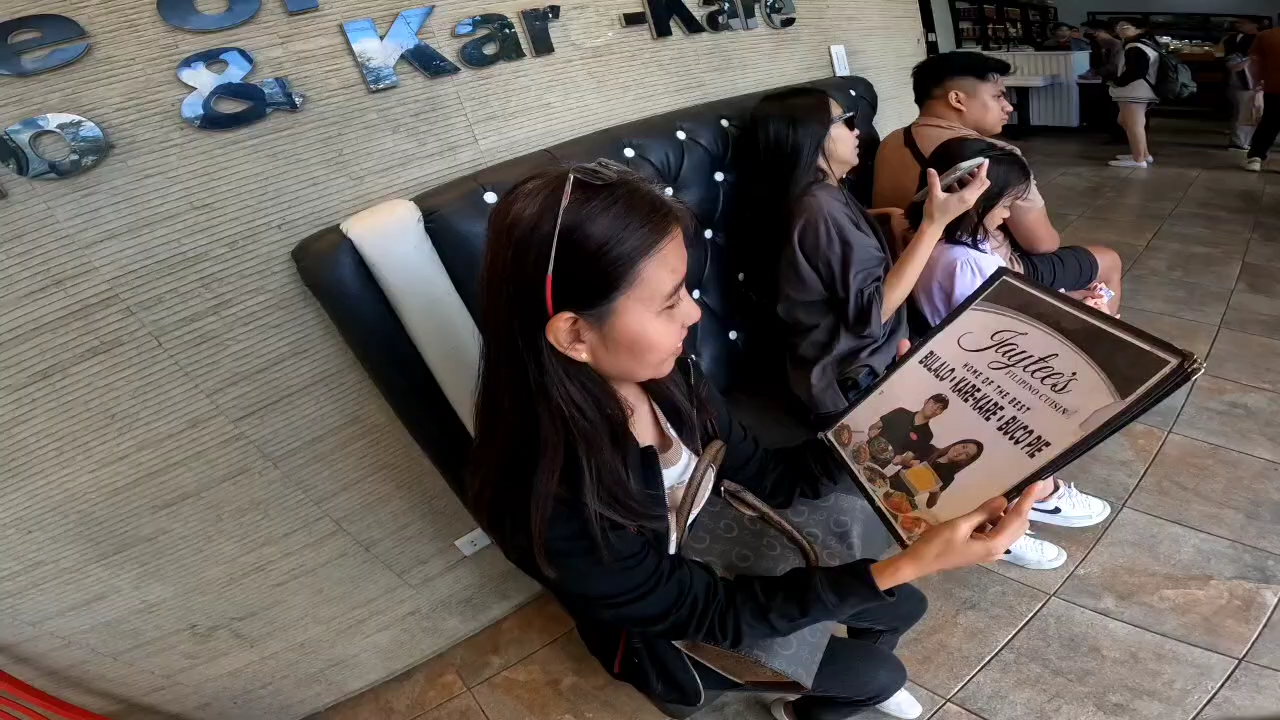 & Kar -Kare
Jaytee's
FILIPINO CUISINE
HOME OF THE BEST
BULALO • KARE-KARE • BUCO PIE